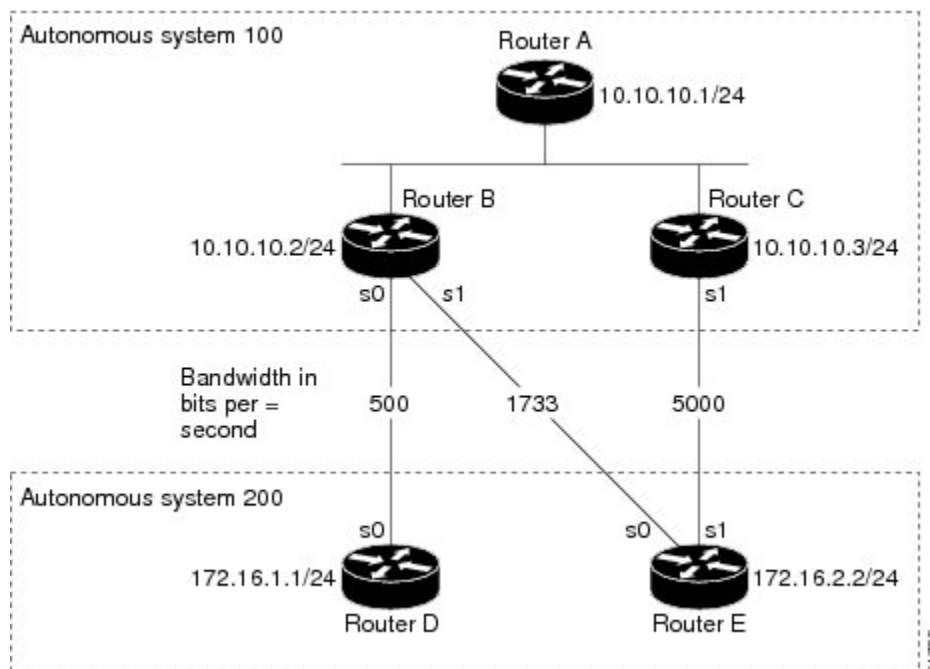 Autonomous system 100
Router A
10.10.10.1/24
Router B
Router C
10.10.10.2/24
10.10.10.3/24
s0
s1
s1
Bandwidth in
bits per =
second
500
1733
5000
Autonomous system 200
s0
s0
s1
172.16.1.1/24
172.16.2.2/24
Router D
Router E